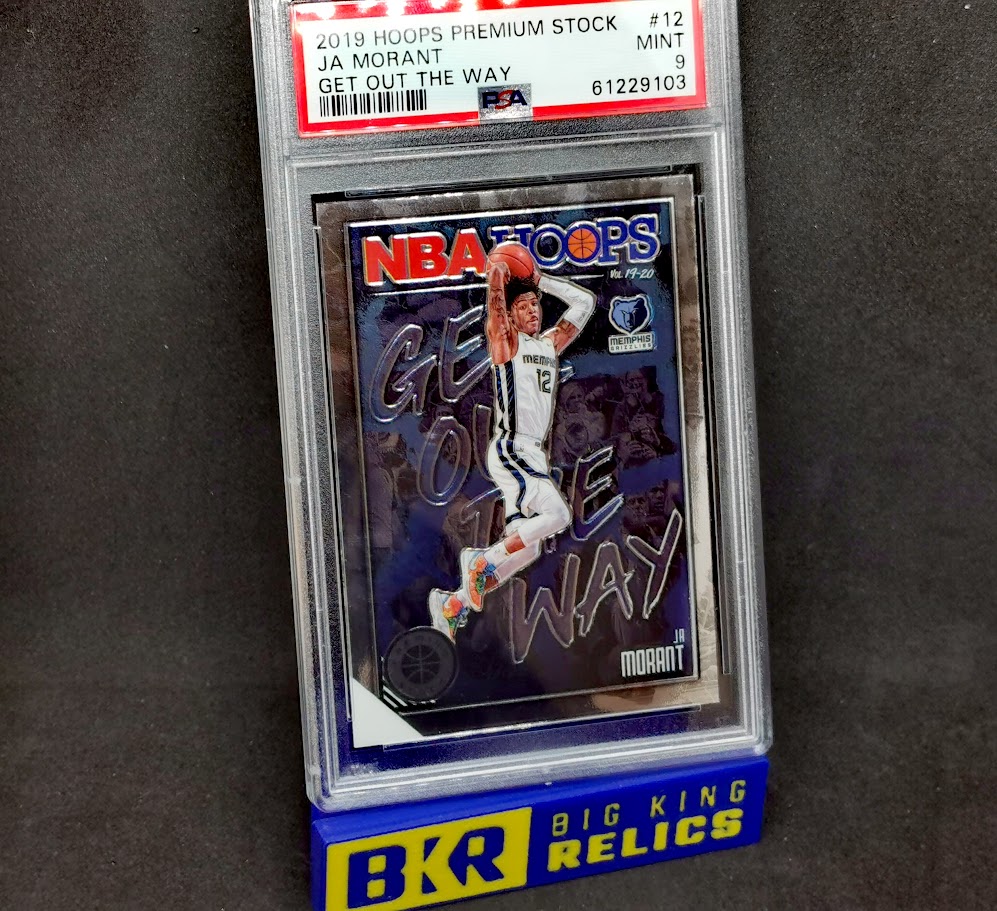 2019 HOOPS PREMIUM STOCK #12
JA MORANT MINT
GET OUT THE WAY 9
PSA 61229103
NBA HOOPS
VOL. 19-20
MEMPHIS
GRIZZLIES
GET
OUT
THE
WAY
MEMPHIS
12
JA
MORANT
BKR BIG KING
RELICS